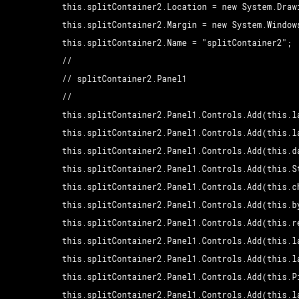 this.splitContainer2.Location = new System.Draw
this.splitContainer2.Margin = new System.Windows
this.splitContainer2.Name = "splitContainer2";
//
// splitContainer2.Panel1
//
this.splitContainer2.Panel1.Controls.Add(this.la
this.splitContainer2.Panel1.Controls.Add(this.la
this.splitContainer2.Panel1.Controls.Add(this.da
this.splitContainer2.Panel1.Controls.Add(this.St
this.splitContainer2.Panel1.Controls.Add(this.ch
this.splitContainer2.Panel1.Controls.Add(this.by
this.splitContainer2.Panel1.Controls.Add(this.re
this.splitContainer2.Panel1.Controls.Add(this.la
this.splitContainer2.Panel1.Controls.Add(this.la
this.splitContainer2.Panel1.Controls.Add(this.P
this.splitContainer2.Panel1.Controls.Add(this.la